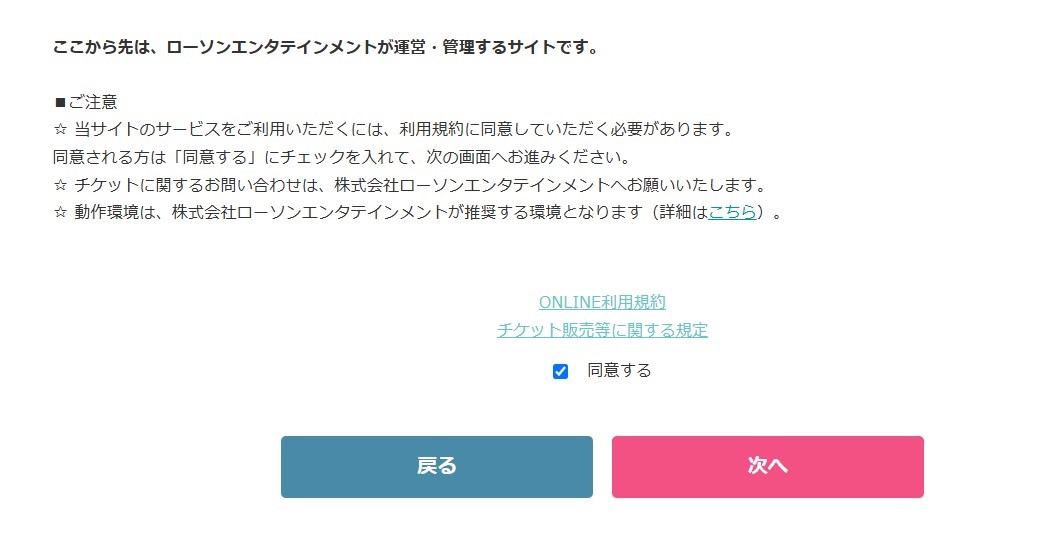 ここから先は、ローソンエンタテインメントが運営・管理するサイトです。
■ご注意
☆ 当サイトのサービスをご利用いただくには、利用規約に同意していただく必要があります。
同意される方は「同意する」にチェックを入れて、次の画面へお進みください。
☆ チケットに関するお問い合わせは、株式会社ローソンエンタテインメントへお願いいたします。
☆ 動作環境は、株式会社ローソンエンタテインメントが推奨する環境となります（詳細はこちら）。
ONLINE利用規約
チケット販売等に関する規定
同意する
戻る
次へ